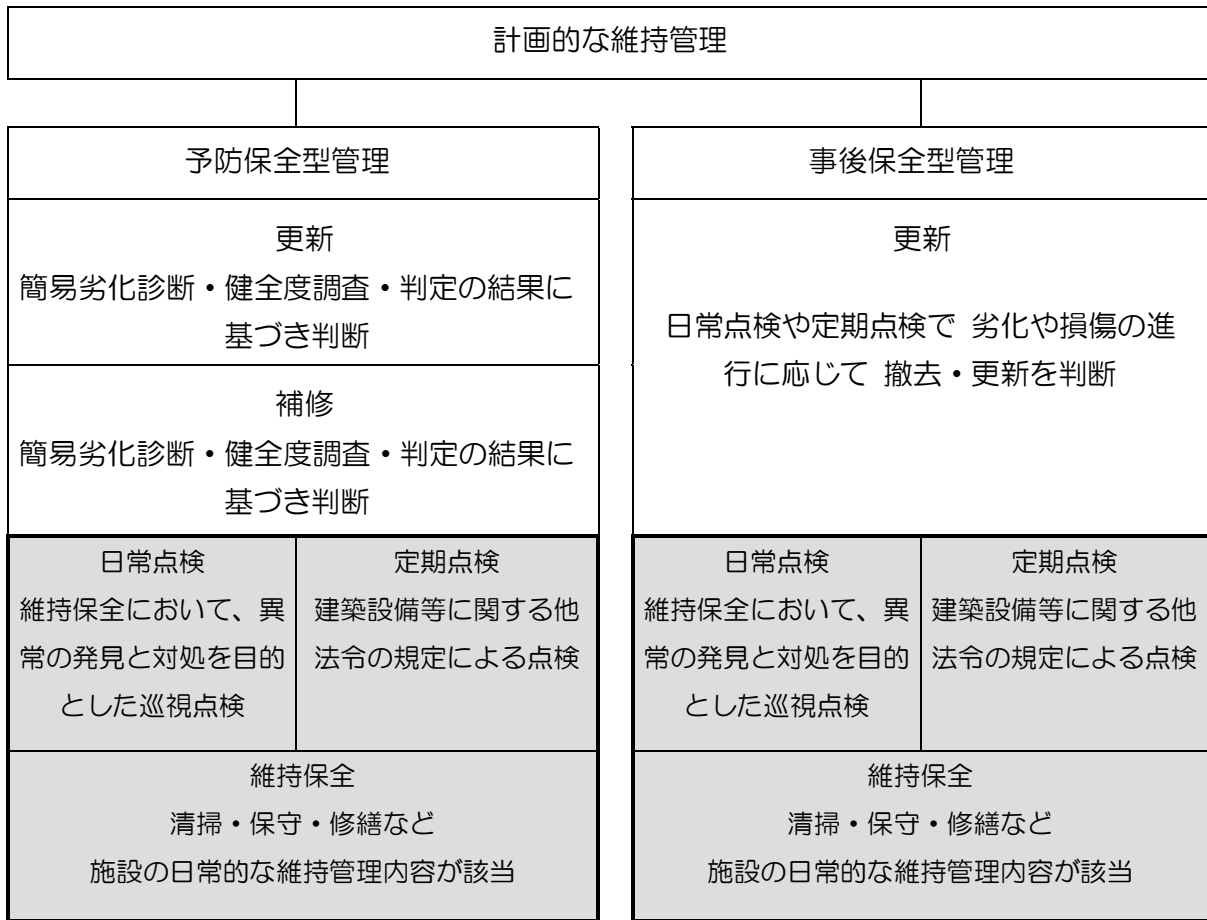 計画的な維持管理
予防保全型管理
更新
簡易劣化診断・健全度調査・判定の結果に
基づき判断
補修
簡易劣化診断・健全度調査・判定の結果に
基づき判断
日常点検
維持保全において、異
常の発見と対処を目的
とした巡視点検
定期点検
建築設備等に関する他
法令の規定による点検
維持保全
清掃・保守・修繕など
施設の日常的な維持管理内容が該当
事後保全型管理
更新
日常点検や定期点検で 劣化や損傷の進
行に応じて 撤去・更新を判断
日常点検
維持保全において、異
常の発見と対処を目的
とした巡視点検
定期点検
建築設備等に関する他
法令の規定による点検
維持保全
清掃・保守・修繕など
施設の日常的な維持管理内容が該当